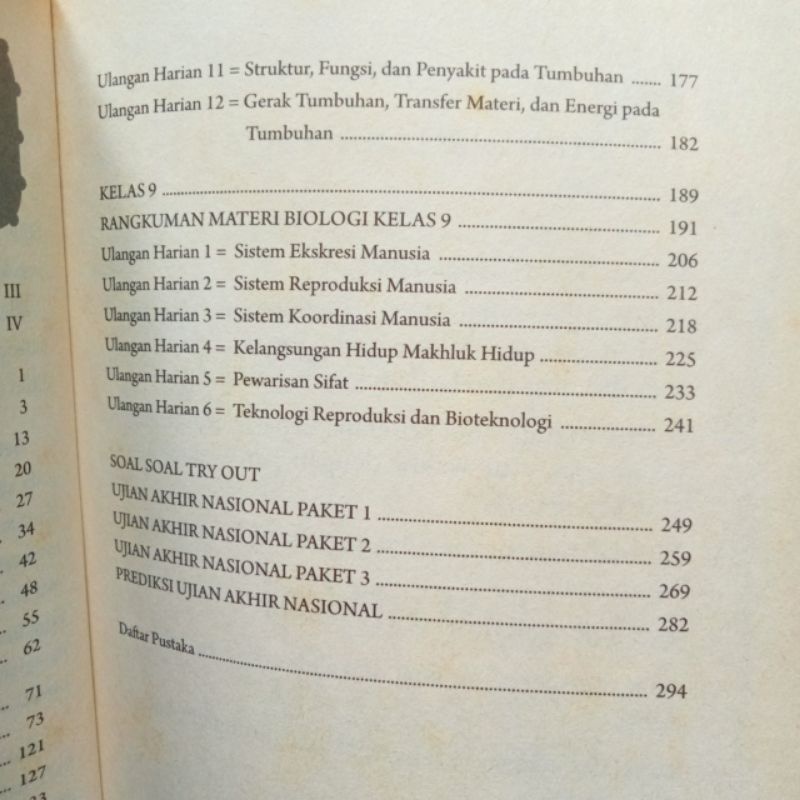 III
IV
1
3
13
20
27
34
42
48
55
62
71
73
121
127
Ulangan Harian 11 = Struktur, Fungsi, dan Penyakit pada Tumbuhan ....... 177
Ulangan Harian 12 = Gerak Tumbuhan, Transfer Materi, dan Energi pada
Tumbuhan ................................................................ 182
KELAS 9 ................................................................ 189
RANGKUMAN MATERI BIOLOGI KELAS 9 ........................................ 191
Ulangan Harian 1 = Sistem Ekskresi Manusia ............................................ 206
Ulangan Harian 2 = Sistem Reproduksi Manusia ....................................... 212
Ulangan Harian 3 = Sistem Koordinasi Manusia ........................................ 218
Ulangan Harian 4 = Kelangsungan Hidup Makhluk Hidup ....................... 225
Ulangan Harian 5 = Pewarisan Sifat ............................................................ 233
Ulangan Harian 6 = Teknologi Reproduksi dan Bioteknologi ................... 241
SOAL SOAL TRY OUT
UJIAN AKHIR NASIONAL PAKET 1 ........................................................ 249
UJIAN AKHIR NASIONAL PAKET 2 ........................................................ 259
UJIAN AKHIR NASIONAL PAKET 3 ........................................................ 269
PREDIKSI UJIAN AKHIR NASIONAL ...................................................... 282
Daftar Pustaka ................................................................ 294